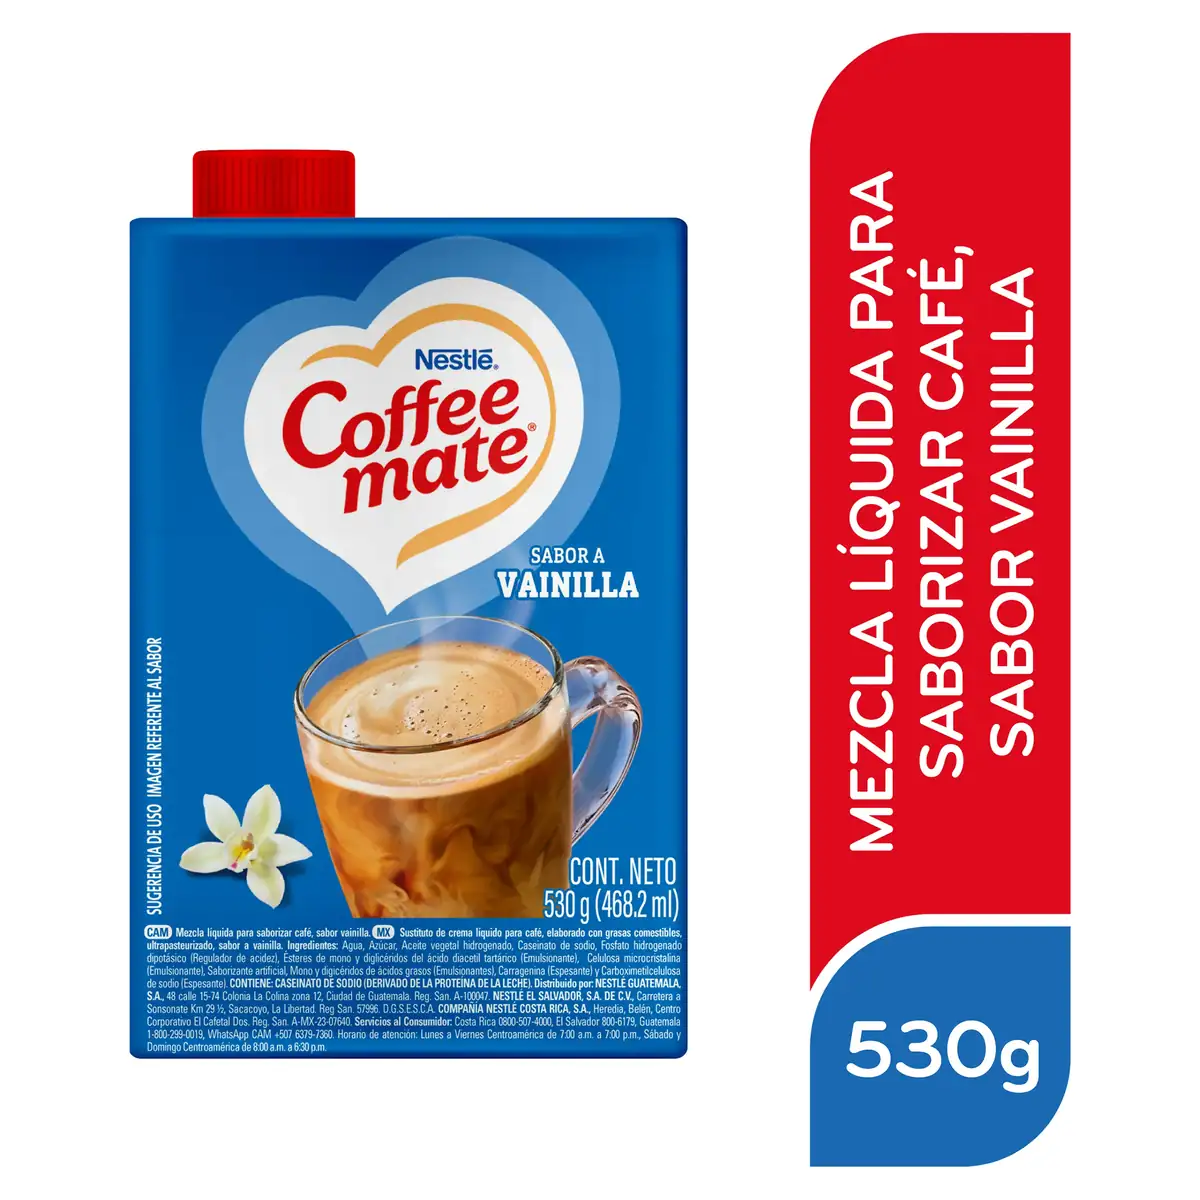 Nestlé®
Coffee
mate®
SABOR A
VAINILLA
SUGERENCIA DE USO IMAGEN REFERENTE AL SABOR
CONT. NETO
530 g (468.2 ml)
CAM Mezcla líquida para saborizar café, sabor vainilla. MX Sustituto de crema líquido para café, elaborado con grasas comestibles,
ultrapasteurizado, sabor a vainilla. Ingredientes: Agua, Azúcar, Aceite vegetal hidrogenado, Caseinato de sodio, Fosfato hidrogenado
dipotásico (Regulador de acidez), Ésteres de mono y diglicéridos del ácido diacetil tartárico (Emulsionante), Celulosa microcristalina
(Emulsionante), Saborizante artificial, Mono y digicéridos de ácidos grasos (Emulsionantes), Carragenina (Espesante) y Carboximetilcelulosa
de sodio (Espesante). CONTIENE: CASEINATO DE SODIO (DERIVADO DE LA PROTEÍNA DE LA LECHE). Distribuido por: NESTLÉ GUATEMALA,
S.A., 48 calle 15-74 Colonia La Colina zona 12, Ciudad de Guatemala. Reg. San. A-100047. NESTLÉ EL SALVADOR, S.A. DE C.V., Carretera a
Sonsonate Km 29 ½, Sacacoyo, La Libertad. Reg San. 57996. D.G.S.E.S.C.A. COMPAÑÍA NESTLÉ COSTA RICA, S.A., Heredia, Belén, Centro
Corporativo El Cafetal Dos. Reg. San. A-MX-23-07640. Servicios al Consumidor: Costa Rica 0800-507-4000, El Salvador 800-6179, Guatemala
1-800-299-0019, WhatsApp CAM +507 6379-7360. Horario de atención: Lunes a Viernes Centroamérica de 7:00 a.m. a 7:00 p.m., Sábado y
Domingo Centroamérica de 8:00 a.m. a 6:30 p.m.
MEZCLA LÍQUIDA PARA
SABORIZAR CAFÉ,
SABOR VAINILLA
530g